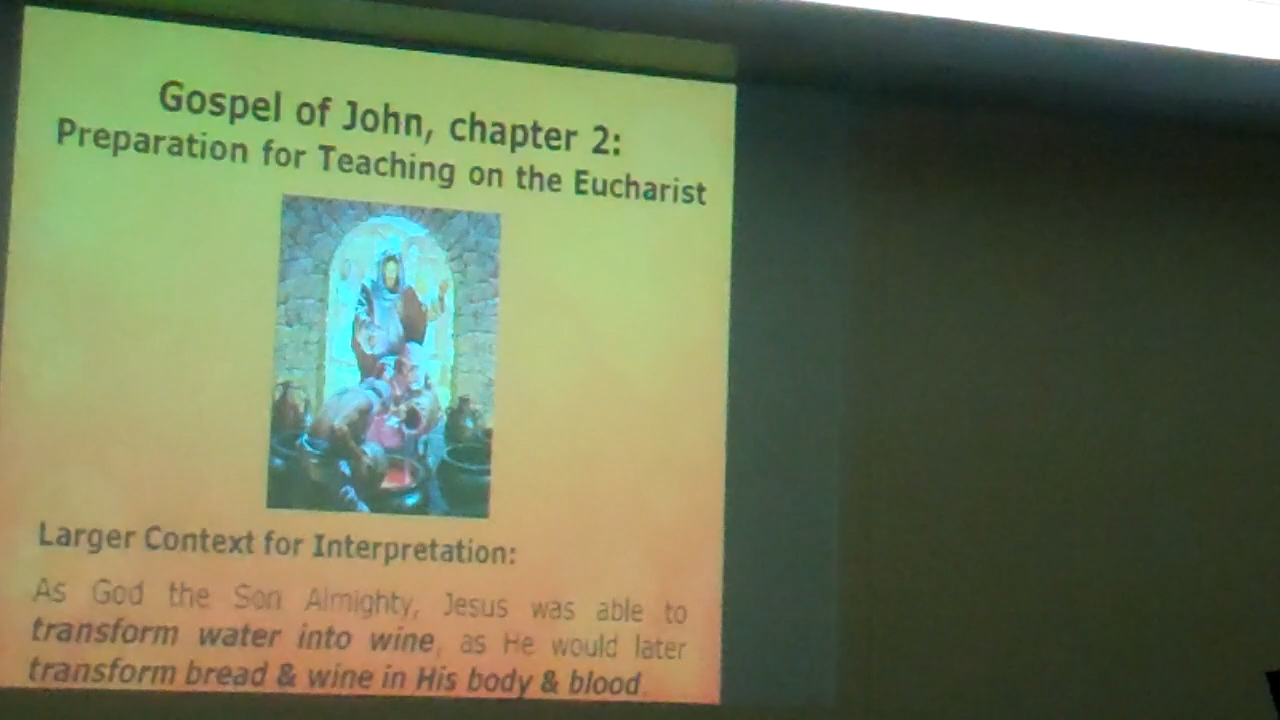 Gospel of John, chapter 2:
Preparation for Teaching on the Eucharist
Larger Context for Interpretation:
As God the Son Almighty, Jesus was able to
transform water into wine, as He would later
transform bread & wine in His body & blood.